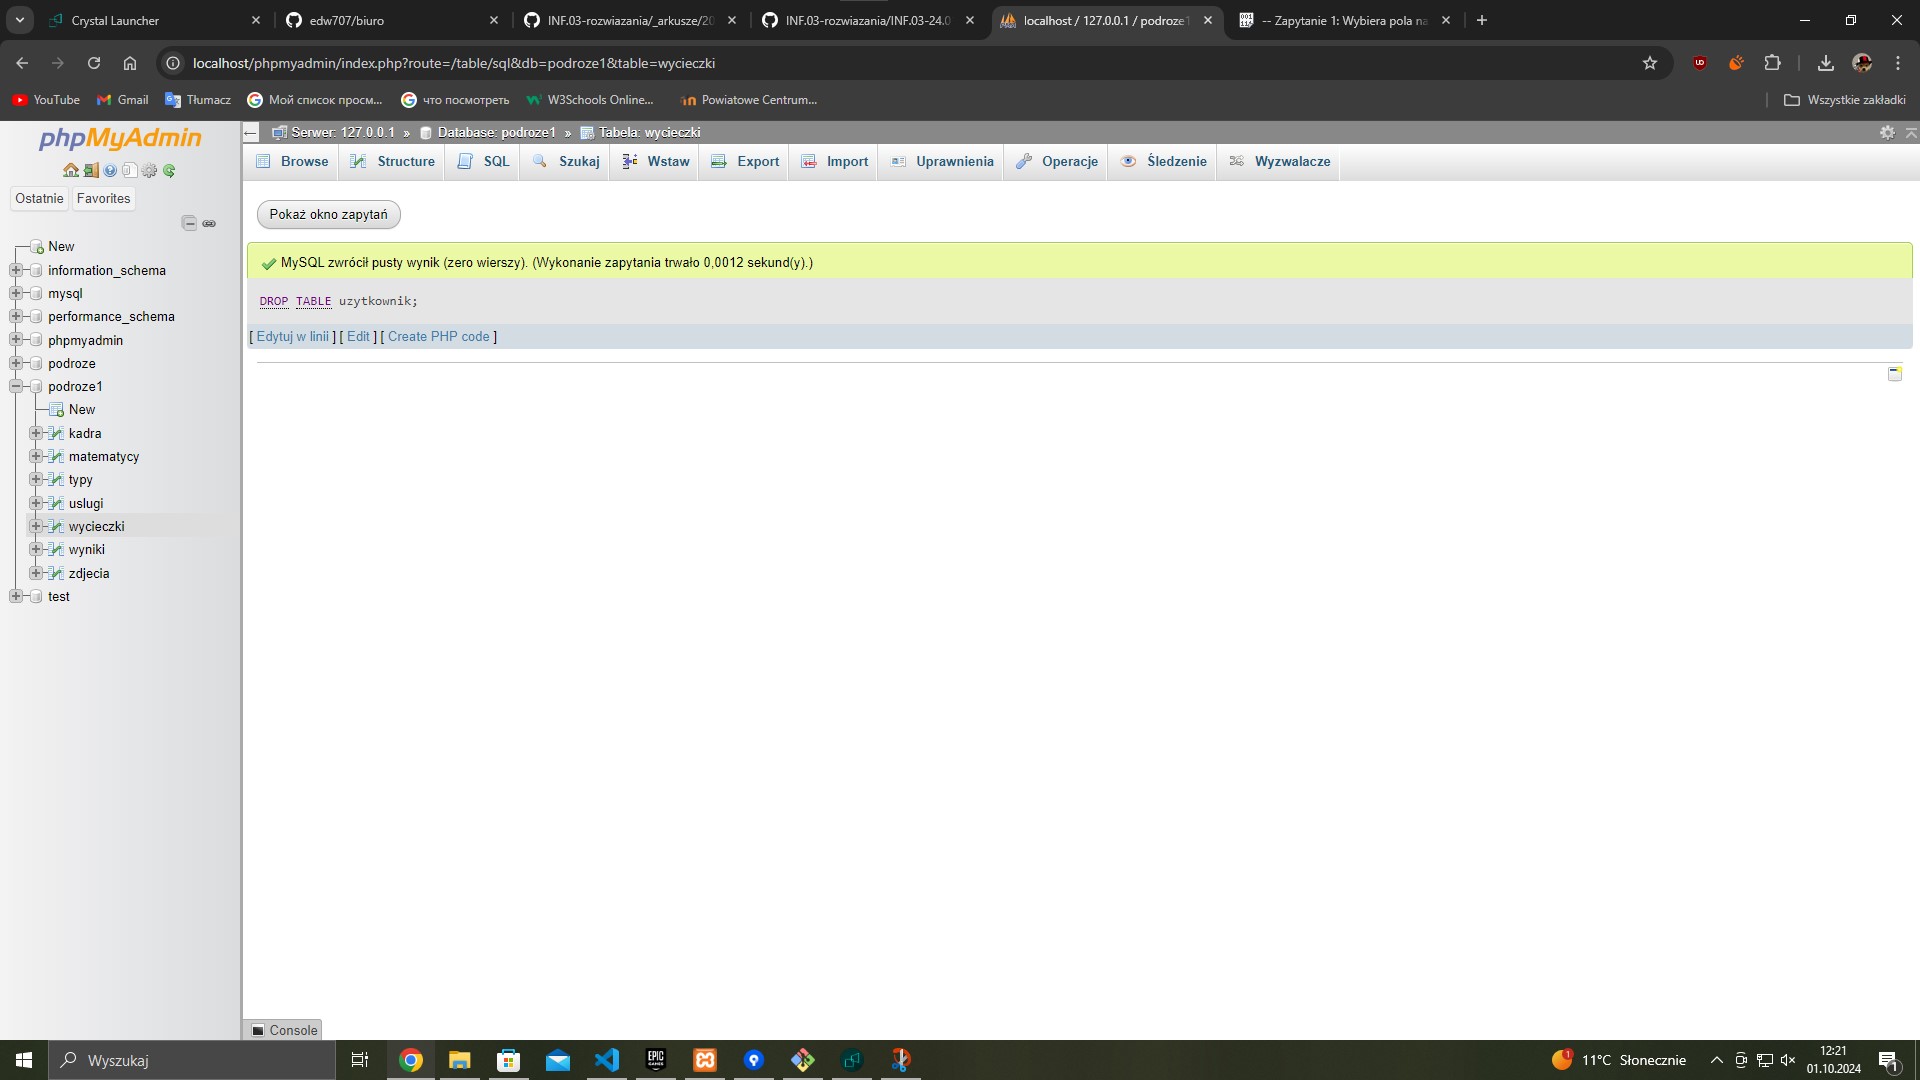 Crystal Launcher
edw707/biuro
INF.03-rozwiazania/_arkusze/20
INF.03-rozwiazania/INF.03-24.0
localhost / 127.0.0.1 / podroze1
-- Zapytanie 1: Wybiera pola na
localhost/phpmyadmin/index.php?route=/table/sql&db=podroze1&table=wycieczki
YouTube
Gmail
Tłumacz
Мой список просм...
что посмотреть
W3Schools Online...
Powiatowe Centrum...
Wszystkie zakładki
phpMyAdmin
Ostatnie
Favorites
New
information_schema
mysql
performance_schema
phpmyadmin
podroze
podroze1
New
kadra
matematycy
typy
uslugi
wycieczki
wyniki
zdjecia
test
Serwer: 127.0.0.1 » Database: podroze1 » Tabela: wycieczki
Browse
Structure
SQL
Szukaj
Wstaw
Export
Import
Uprawnienia
Operacje
Śledzenie
Wyzwalacze
Pokaż okno zapytań
MySQL zwrócił pusty wynik (zero wierszy). (Wykonanie zapytania trwało 0,0012 sekund(y).)
DROP TABLE uzytkownik;
[ Edytuj w linii ] [ Edit ] [ Create PHP code ]
Console
Wyszukaj
EPIC
GAMES
1
11°C Słonecznie
12:21
01.10.2024
1